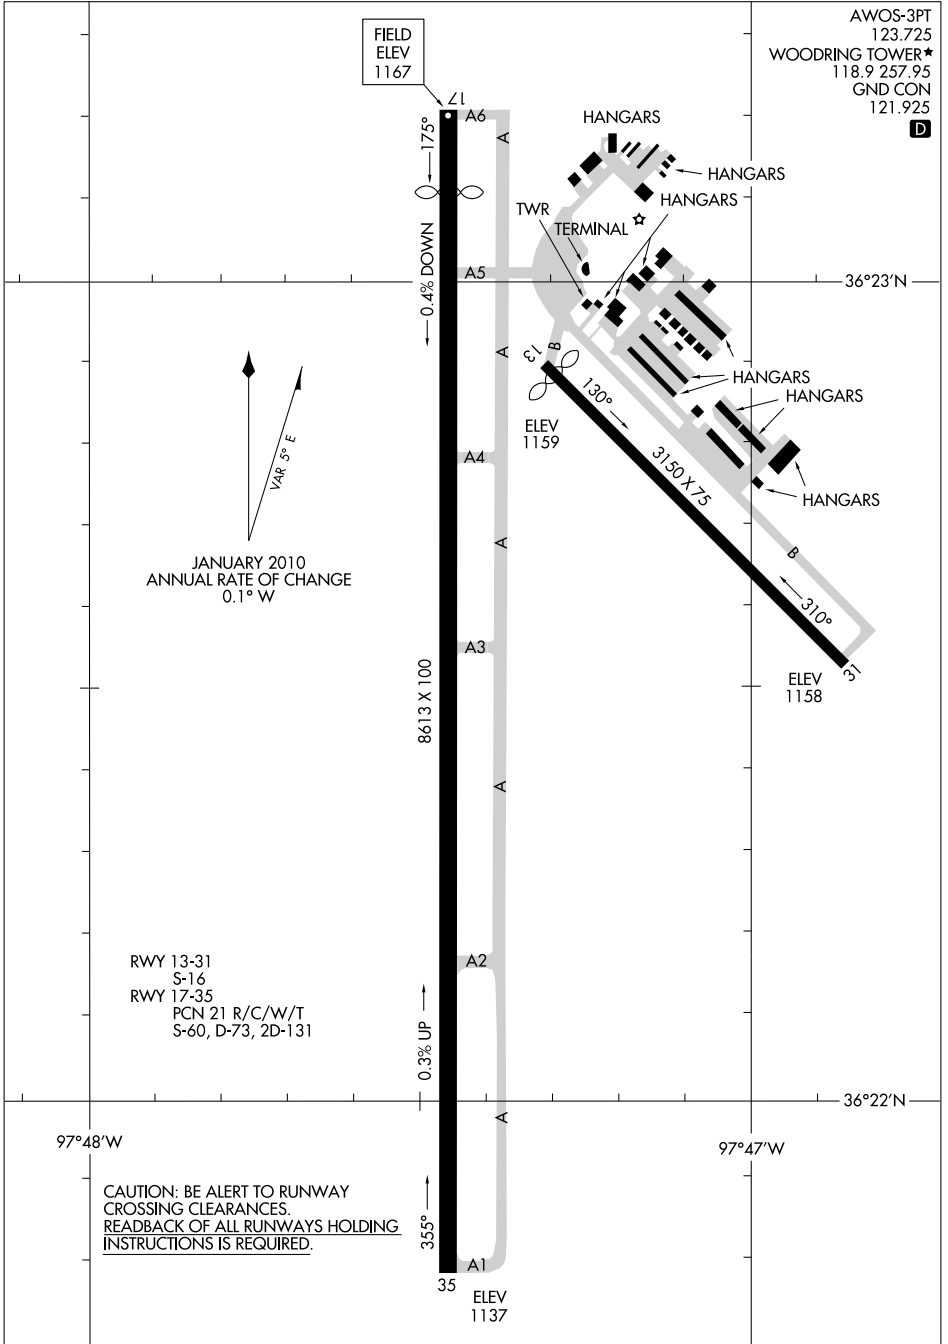 AWOS-3PT
123.725
WOODRING TOWER★
118.9 257.95
GND CON
121.925
D
FIELD
ELEV
1167
17
A6
A
175°
HANGARS
HANGARS
HANGARS
TWR
TERMINAL
0.4% DOWN
A5
36°23'N
A
B
13
ELEV
1159
130°
HANGARS
HANGARS
HANGARS
3150 X 75
A4
VAR 5° E
A
B
JANUARY 2010
ANNUAL RATE OF CHANGE
0.1° W
310°
31
ELEV
1158
A3
8613 X 100
A
A2
RWY 13-31
S-16
RWY 17-35
PCN 21 R/C/W/T
S-60, D-73, 2D-131
0.3% UP
A
36°22'N
97°48'W
97°47'W
CAUTION: BE ALERT TO RUNWAY
CROSSING CLEARANCES.
READBACK OF ALL RUNWAYS HOLDING
INSTRUCTIONS IS REQUIRED.
355°
A1
35
ELEV
1137